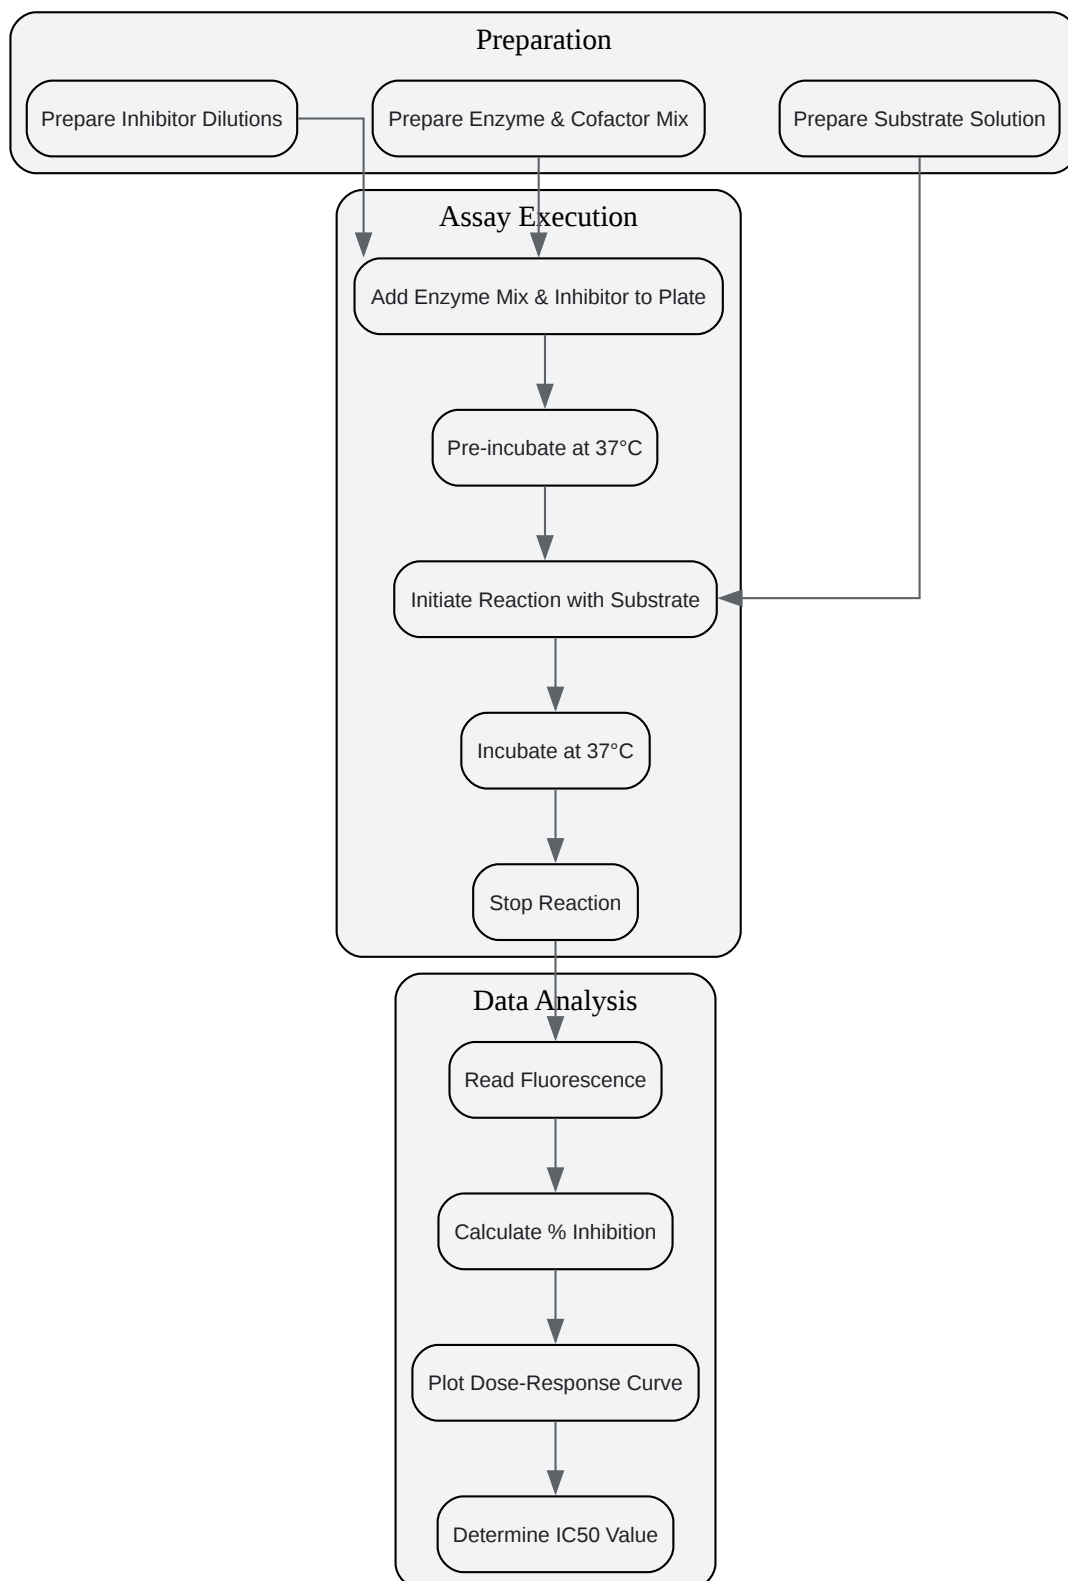 Preparation
Prepare Inhibitor Dilutions
Prepare Enzyme & Cofactor Mix
Prepare Substrate Solution
Assay Execution
Add Enzyme Mix & Inhibitor to Plate
Pre-incubate at 37°C
Initiate Reaction with Substrate
Incubate at 37°C
Stop Reaction
Data Analysis
Read Fluorescence
Calculate % Inhibition
Plot Dose-Response Curve
Determine IC50 Value